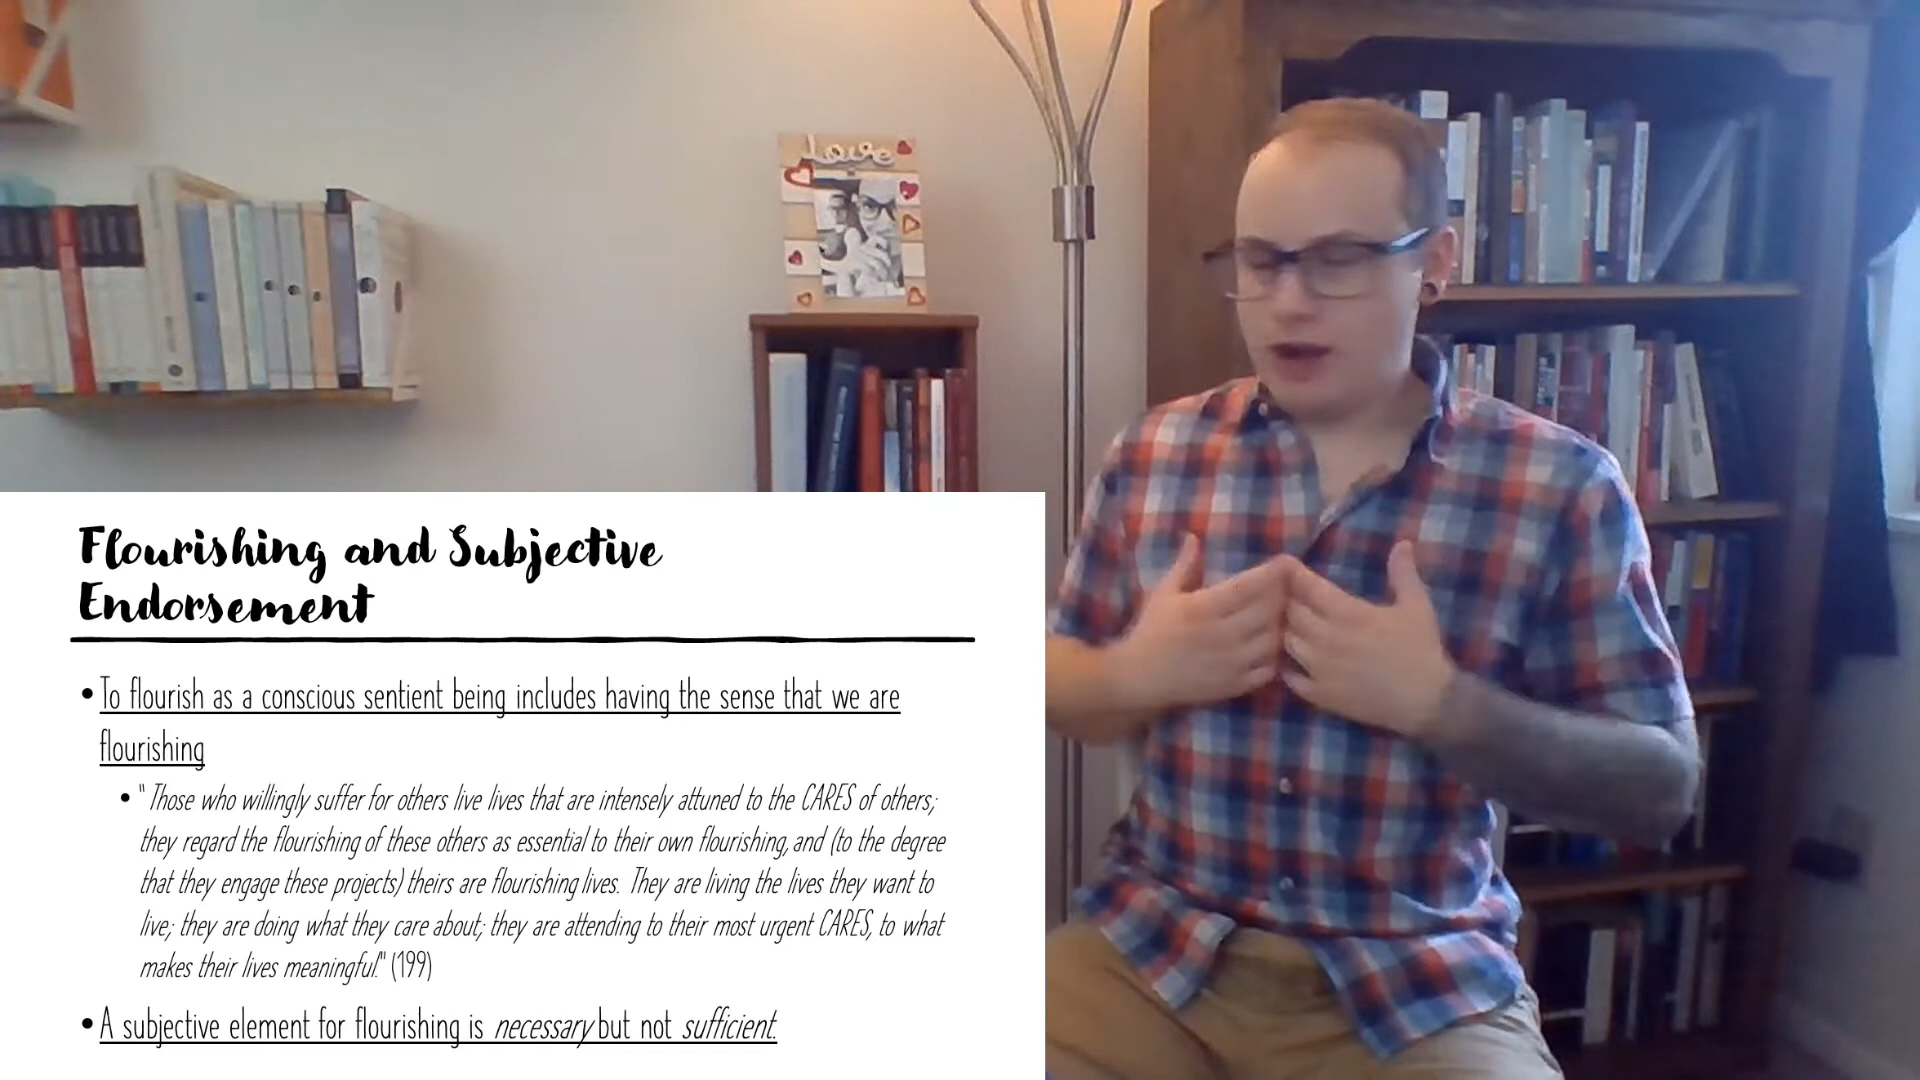 Love
Flourishing and Subjective
Endorsement
•To flourish as a conscious sentient being includes having the sense that we are
flourishing
• " Those who willingly suffer for others live lives that are intensely attuned to the CARES of others;
they regard the flourishing of these others as essential to their own flourishing, and (to the degree
that they engage these projects) theirs are flourishing lives. They are living the lives they want to
live; they are doing what they care about; they are attending to their most urgent CARES, to what
makes their lives meaningful." (199)
•A subjective element for flourishing is necessary but not sufficient.